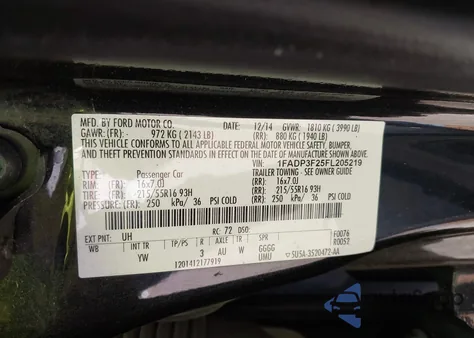 MFD. BY FORD MOTOR CO. 12/14 GVWR: 1810 KG ( 3990 LB)
GAWR: (FR): - 972 KG ( 2143 LB) (RR): 880 KG ( 1940 LB)
THIS VEHICLE CONFORMS TO ALL APPLICABLE FEDERAL MOTOR VEHICLE SAFETY, BUMPER,
AND THEFT PREVENTION STANDARDS IN EFFECT ON THE DATE OF MANUFACTURE SHOWN ABOVE.
VIN: 1FADP3F25FL205219
TYPE: Passenger Car TRAILER TOWING - SEE OWNER GUIDE
RIM: (FR): 16x7.0J (RR): 16x7.0J
TIRE: (FR): 215/55R16 93H (RR): 215/55R16 93H
PRESSURE: (FR): 250 kPa/ 36 PSI COLD (RR): 250 kPa/ 36 PSI COLD
EXT PNT: UH RC: 72 DSO: F0076
WB INT TR TP/PS R AXLE TR SPR R0052
YW 3 AU W GGGG
1201412177919 UMU SU5A-3520472-AA